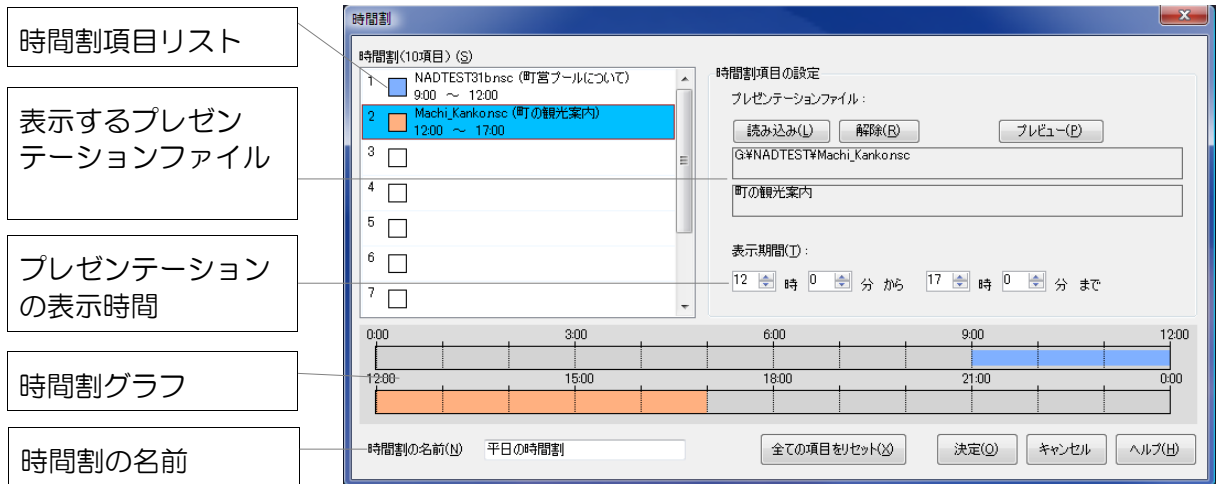 時間割項目リスト
表示するプレゼン
テーションファイル
プレゼンテーション
の表示時間
時間割グラフ
時間割の名前
時間割
時間割(10項目) (S)
1 NADTEST31b.nsc (町営プールについて)
9:00 ～ 12:00
2 Machi_Kanko.nsc (町の観光案内)
12:00 ～ 17:00
3
4
5
6
7
時間割項目の設定
プレゼンテーションファイル :
読み込み(L) 解除(R) プレビュー(P)
G:¥NADTEST¥Machi_Kanko.nsc
町の観光案内
表示期間(T) :
12 時 0 分 から 17 時 0 分 まで
0:00 3:00 6:00 9:00 12:00
12:00 15:00 18:00 21:00 0:00
時間割の名前(N) 平日の時間割 全ての項目をリセット(X) 決定(O) キャンセル ヘルプ(H)